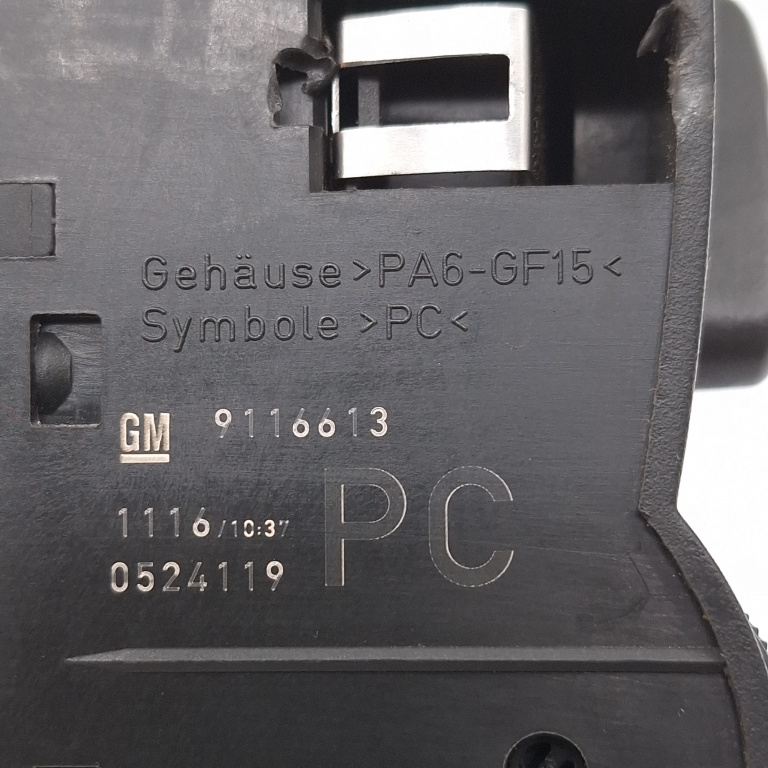 Gehäuse >PA6-GF15<
Symbole >PC<
GM 9116613
1116/10:37
0524119
PC